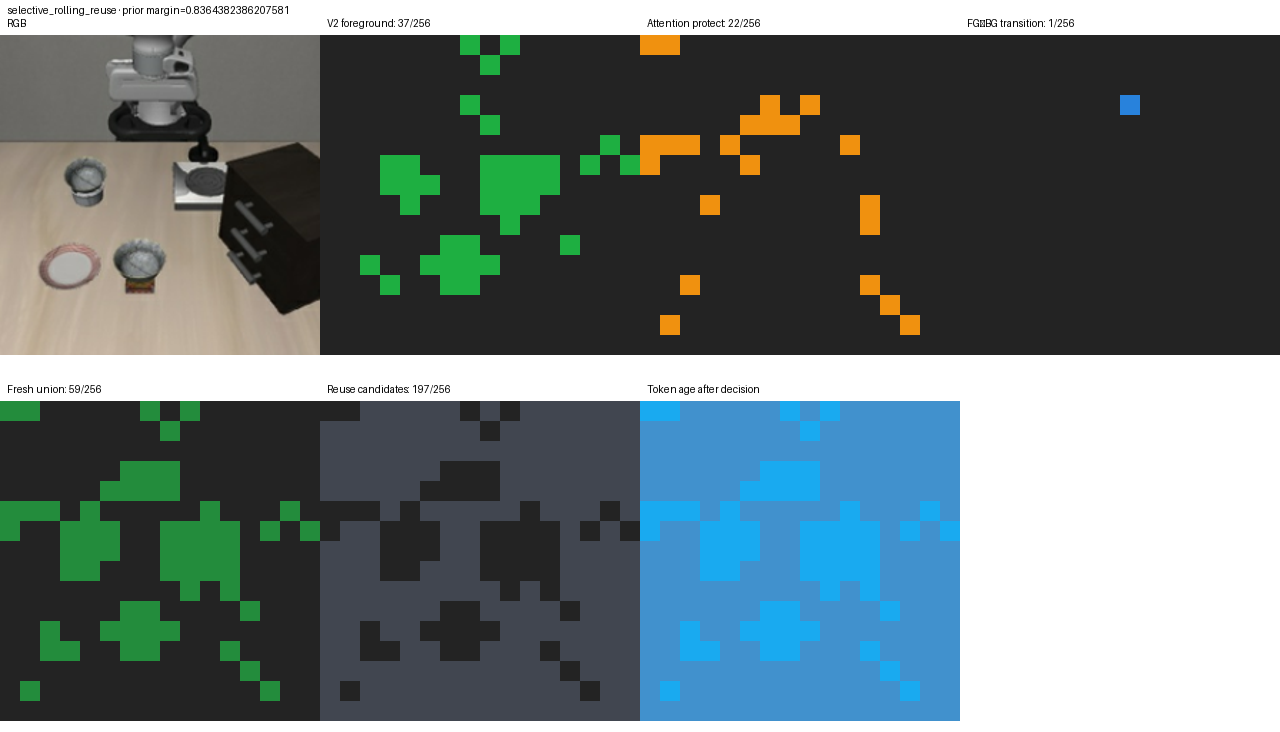 selective_rolling_reuse · prior margin=0.8364382386207581
RGB
V2 foreground: 37/256
Attention protect: 22/256
transition: 1/256
Fresh union: 59/256
Reuse candidates: 197/256
Token age after decision